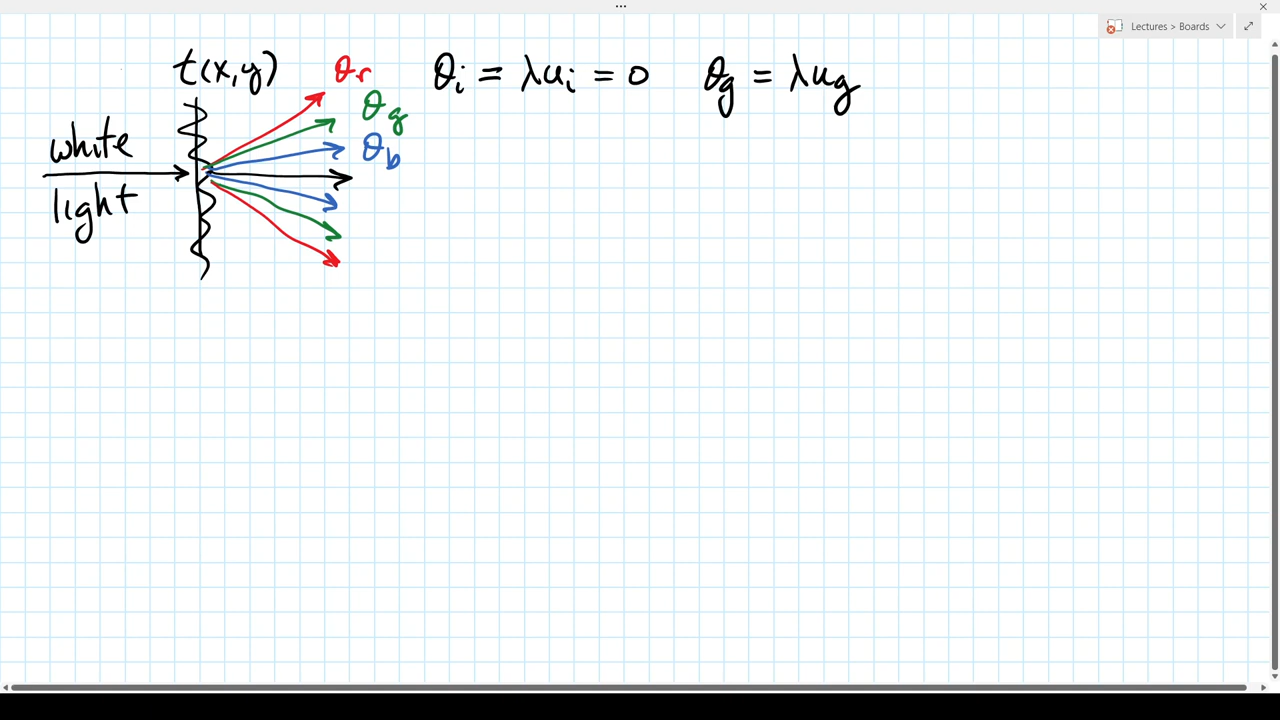 Lectures > Boards
t(x,y)
θr
θi = λui = 0
θg = λug
θg
θb
white
light